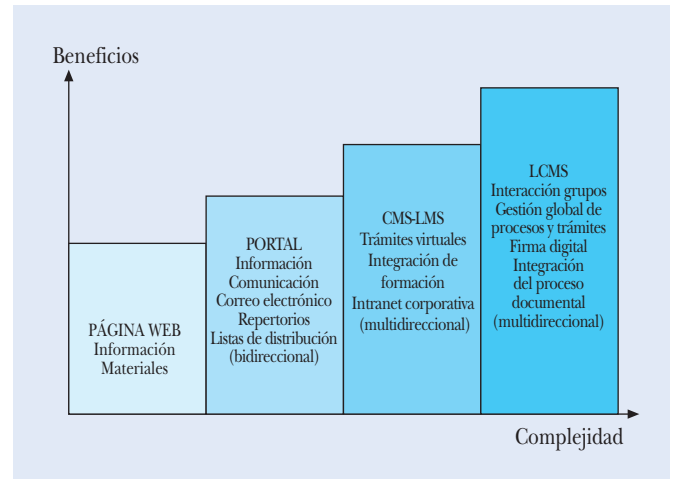 Beneficios
PÁGINA WEB
Información
Materiales
PORTAL
Información
Comunicación
Correo electrónico
Repertorios
Listas de distribución
(bidireccional)
CMS-LMS
Trámites virtuales
Integración de
formación
Intranet corporativa
(multidireccional)
LCMS
Interacción grupos
Gestión global de
procesos y trámites
Firma digital
Integración
del proceso
documental
(multidireccional)
Complejidad